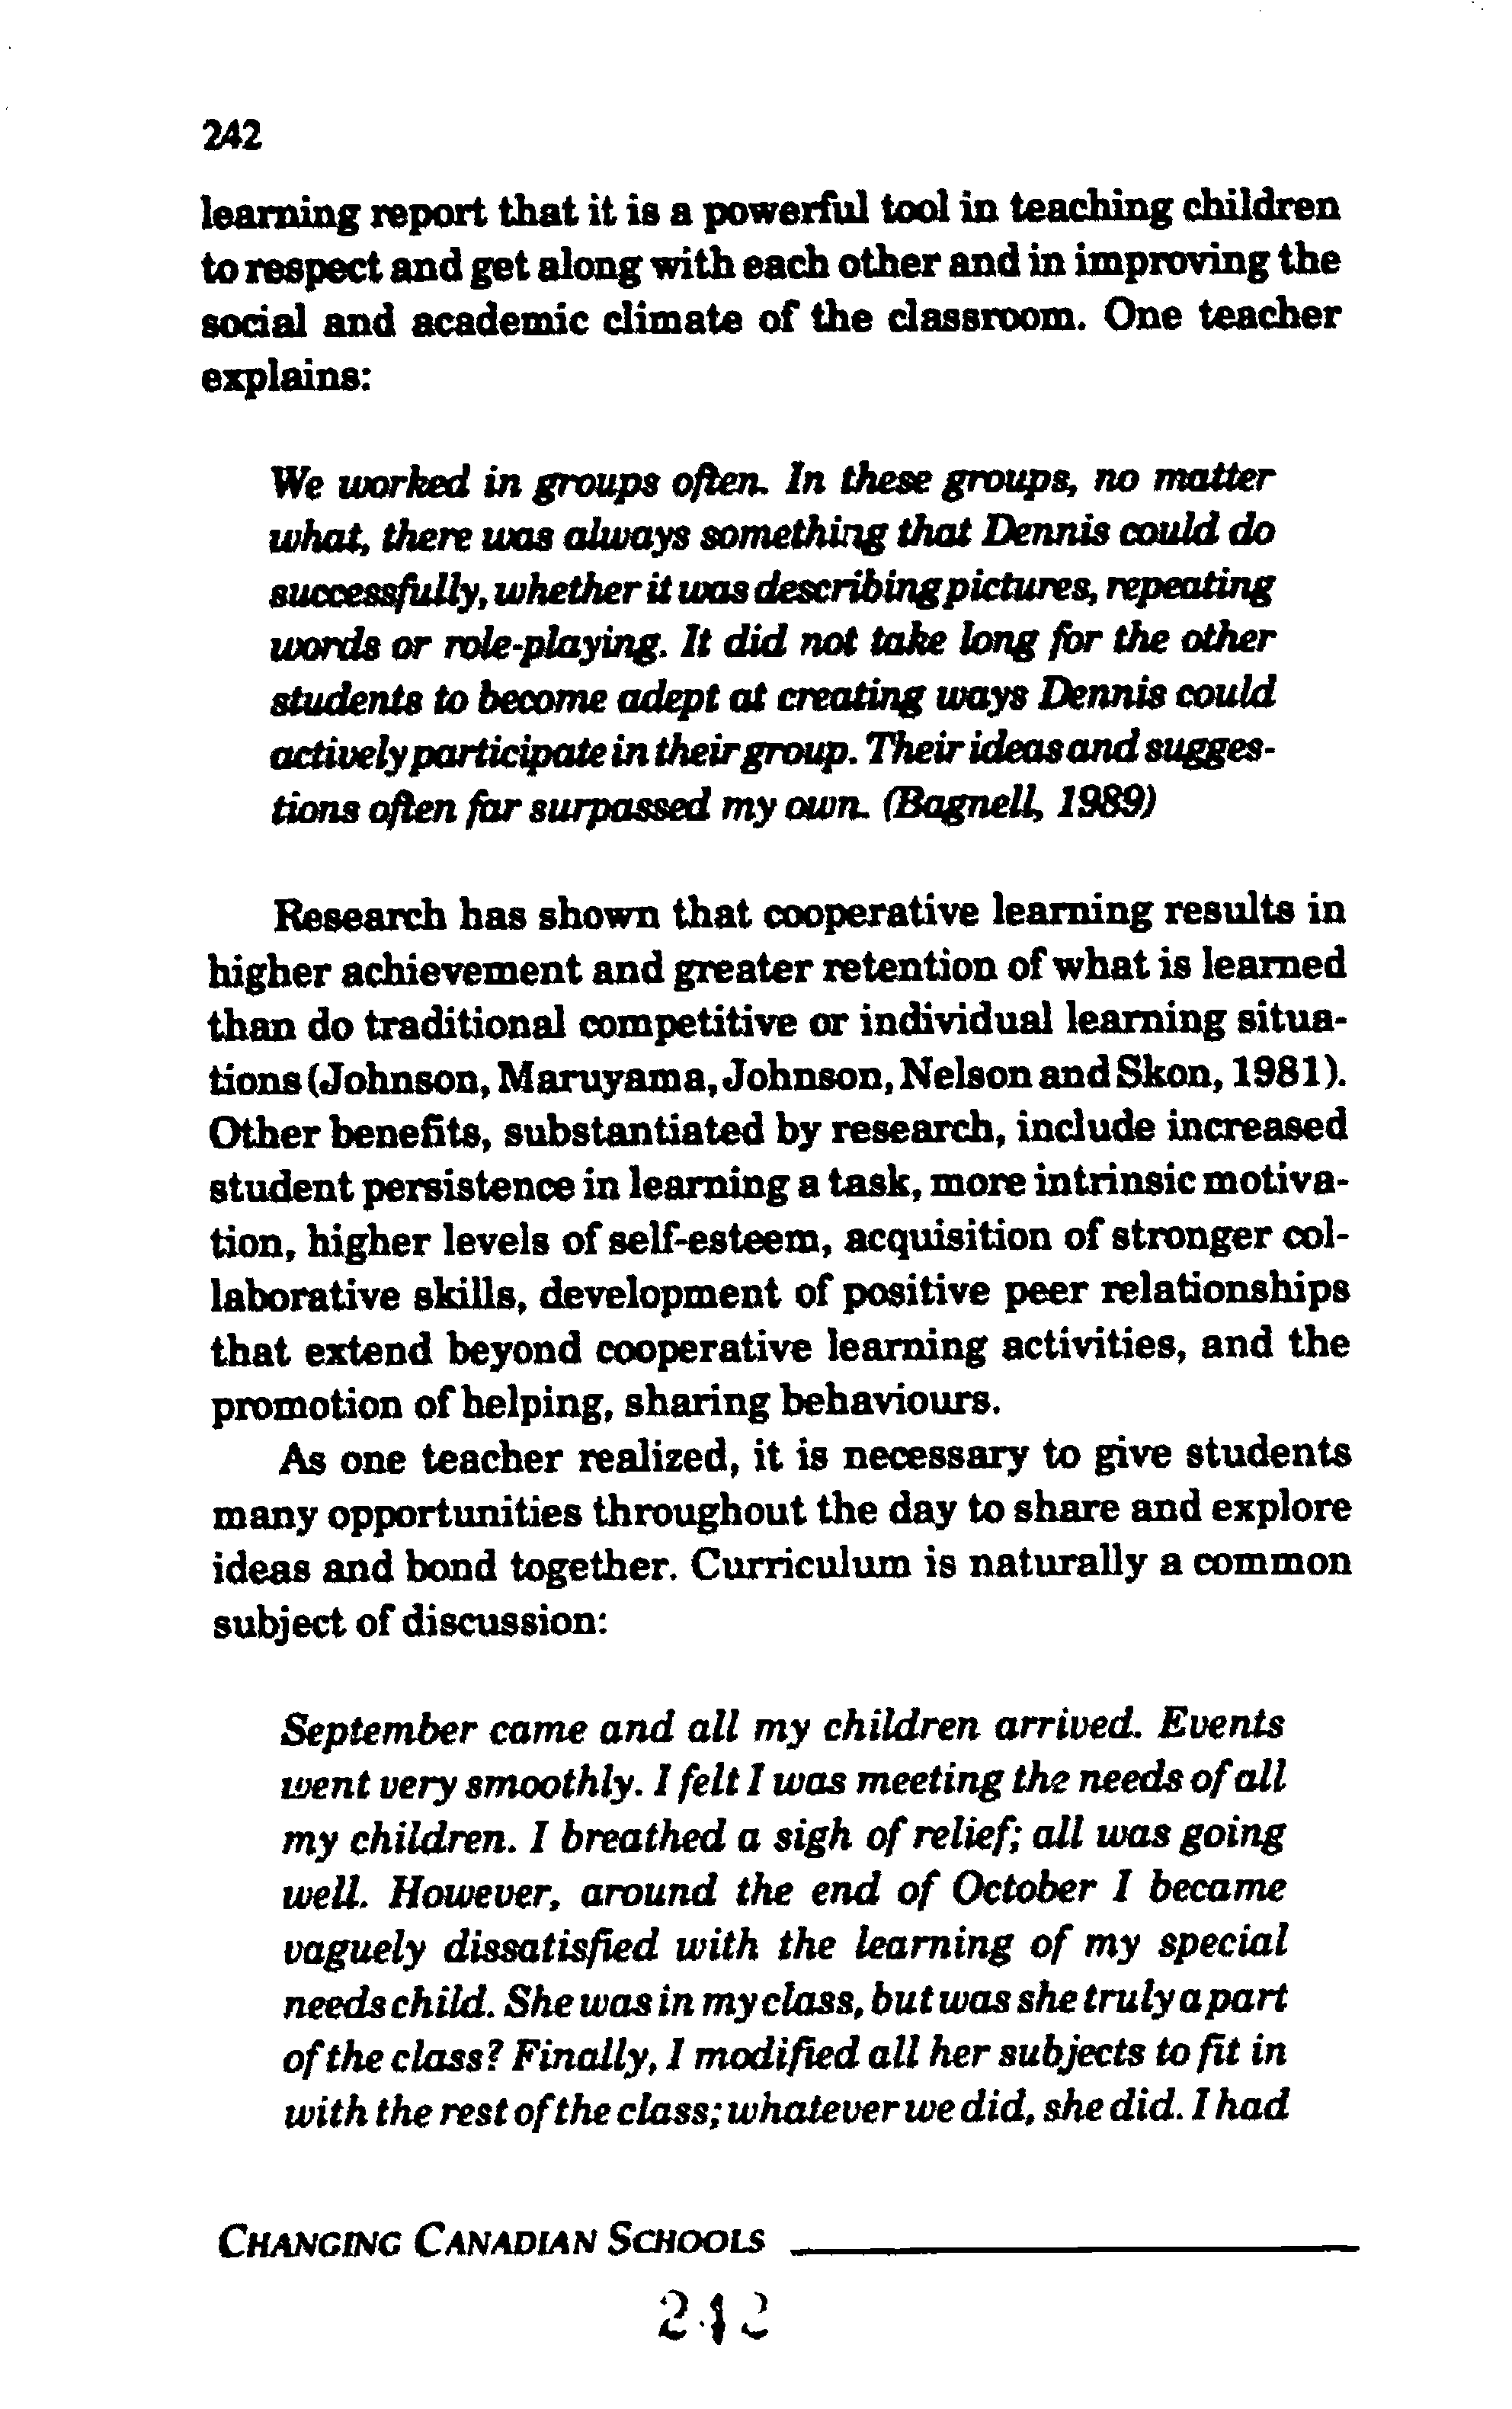 242
learning report that it is a powerful tool in teaching children
to respect and get along with each other and in improving the
social and academic climate of the classroom. One teacher
explains:
We worked in groups often. In these groups, no matter
what, there was always something that Dennis could do
successfully, whether it was describing pictures, repeating
words or role-playing. It did not take long for the other
students to become adept at creating ways Dennis could
actively participate in their group. Their ideas and sugges-
tions often far surpassed my own. (Bagnell, 1989)
Research has shown that cooperative learning results in
higher achievement and greater retention of what is learned
than do traditional competitive or individual learning situa-
tions (Johnson, Maruyama, Johnson, Nelson and Skon, 1981).
Other benefits, substantiated by research, include increased
student persistence in learning a task, more intrinsic motiva-
tion, higher levels of self-esteem, acquisition of stronger col-
laborative skills, development of positive peer relationships
that extend beyond cooperative learning activities, and the
promotion of helping, sharing behaviours.
As one teacher realized, it is necessary to give students
many opportunities throughout the day to share and explore
ideas and bond together. Curriculum is naturally a common
subject of discussion:
September came and all my children arrived. Events
went very smoothly. I felt I was meeting the needs of all
my children. I breathed a sigh of relief; all was going
well. However, around the end of October I became
vaguely dissatisfied with the learning of my special
needs child. She was in my class, but was she truly a part
of the class? Finally, I modified all her subjects to fit in
with the rest of the class; whatever we did, she did. I had
CHANGING CANADIAN SCHOOLS